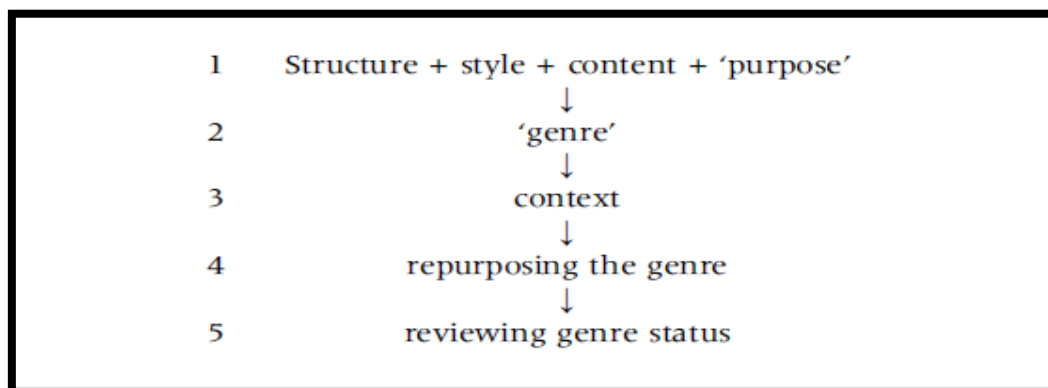 1 Structure + style + content + ‘purpose’
↓
2 ‘genre’
↓
3 context
↓
4 repurposing the genre
↓
5 reviewing genre status